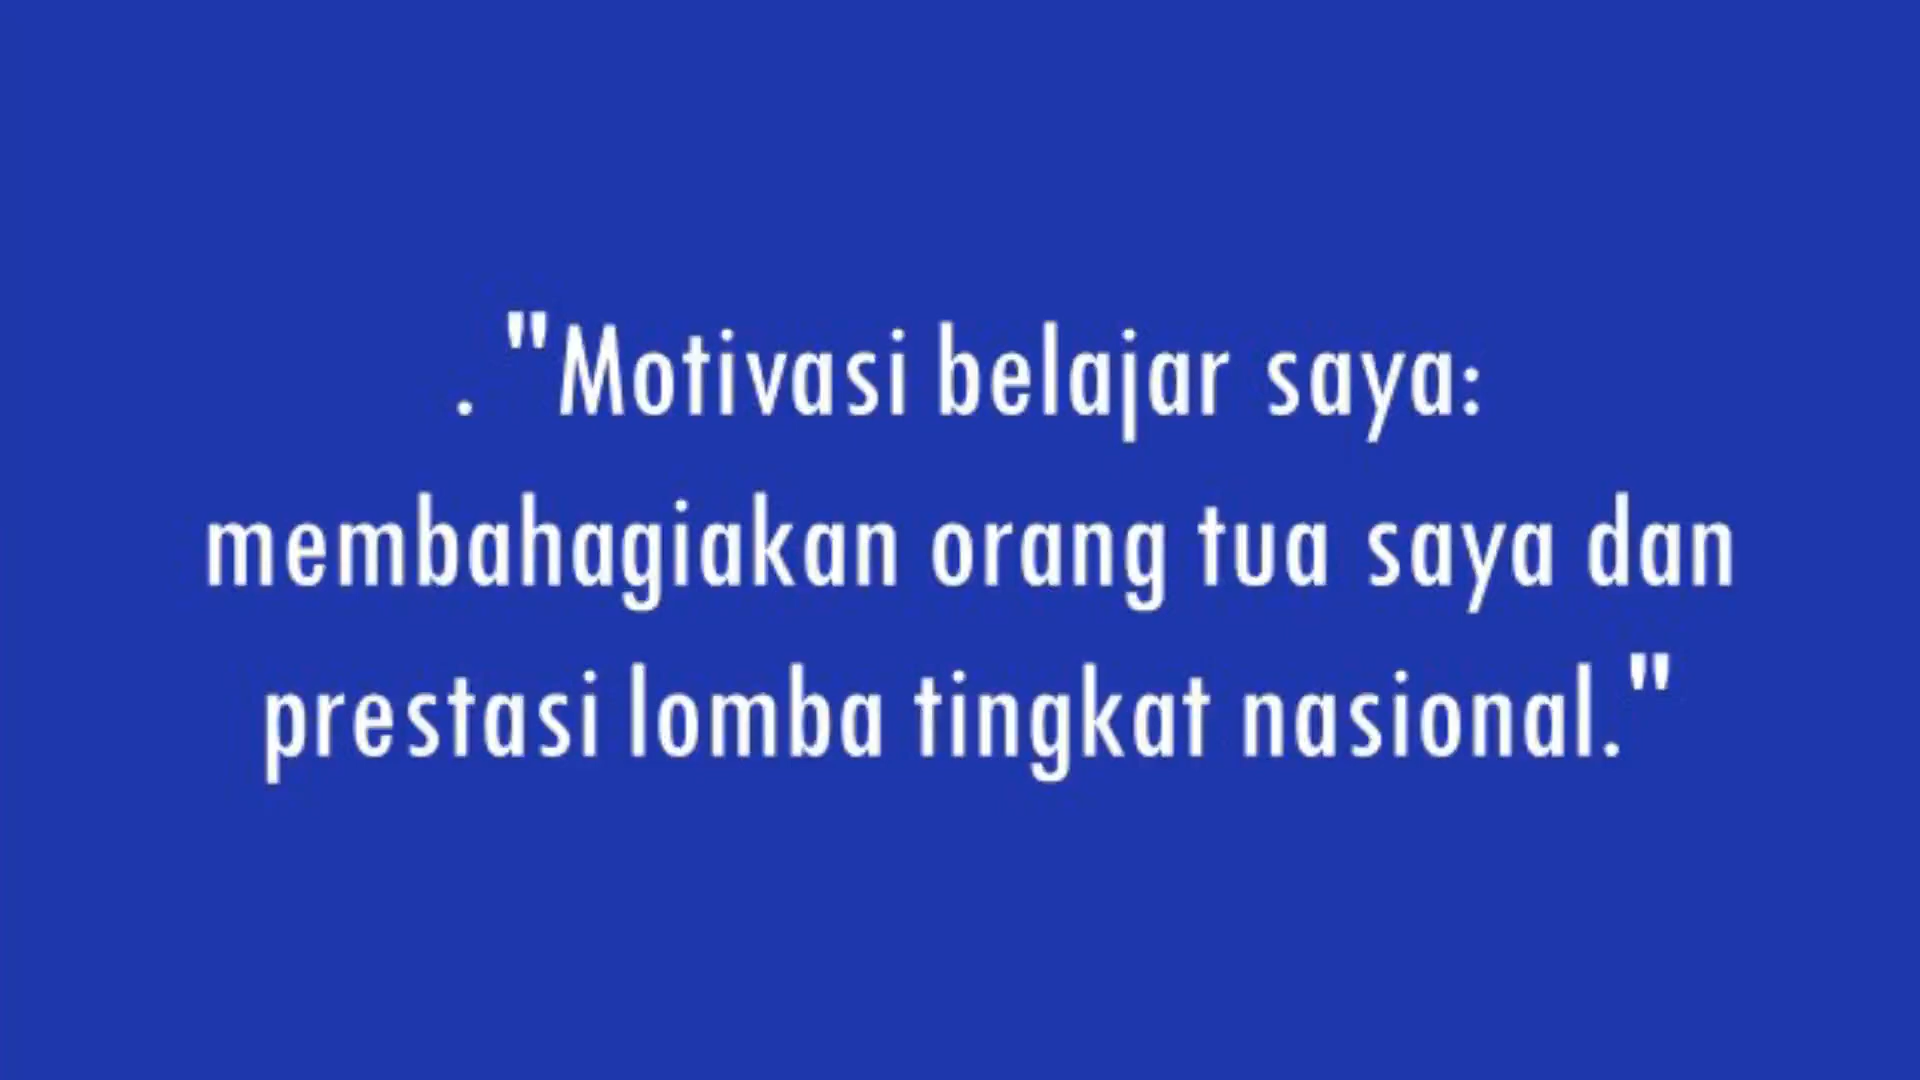 . "Motivasi belajar saya:
membahagiakan orang tua saya dan
prestasi lomba tingkat nasional."